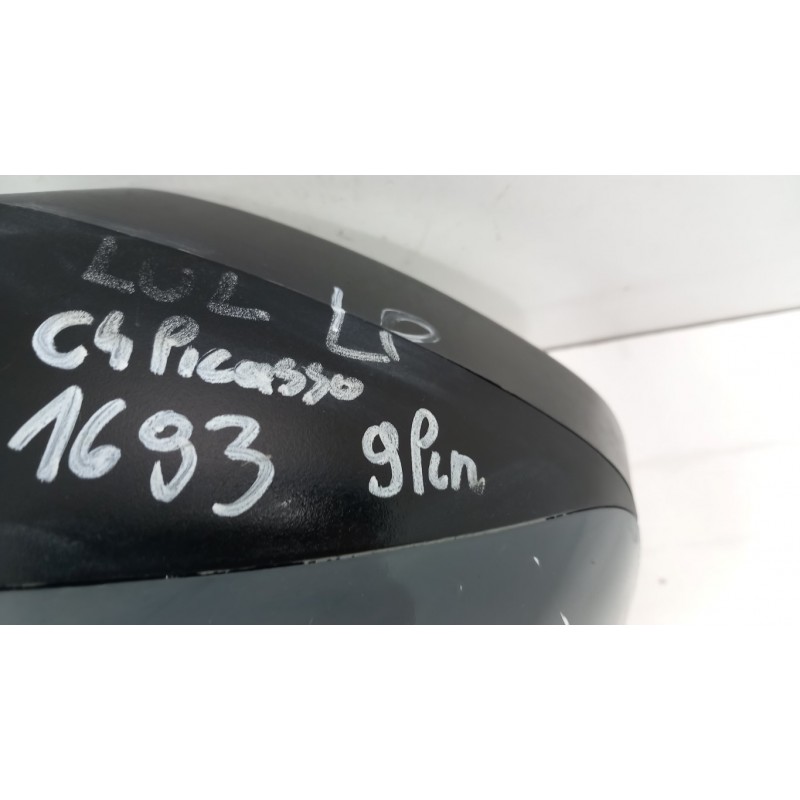 LUL LP
C4 Picasso
1693 9Pin